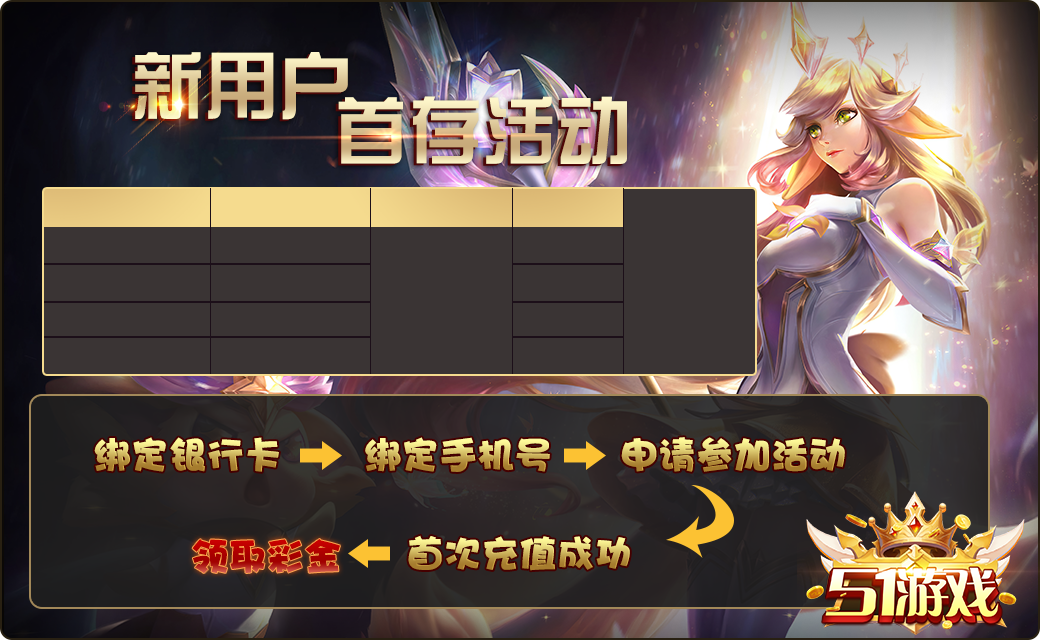 新用户
首存活动
绑定银行卡
绑定手机号
申请参加活动
首次充值成功
领取彩金
51游戏